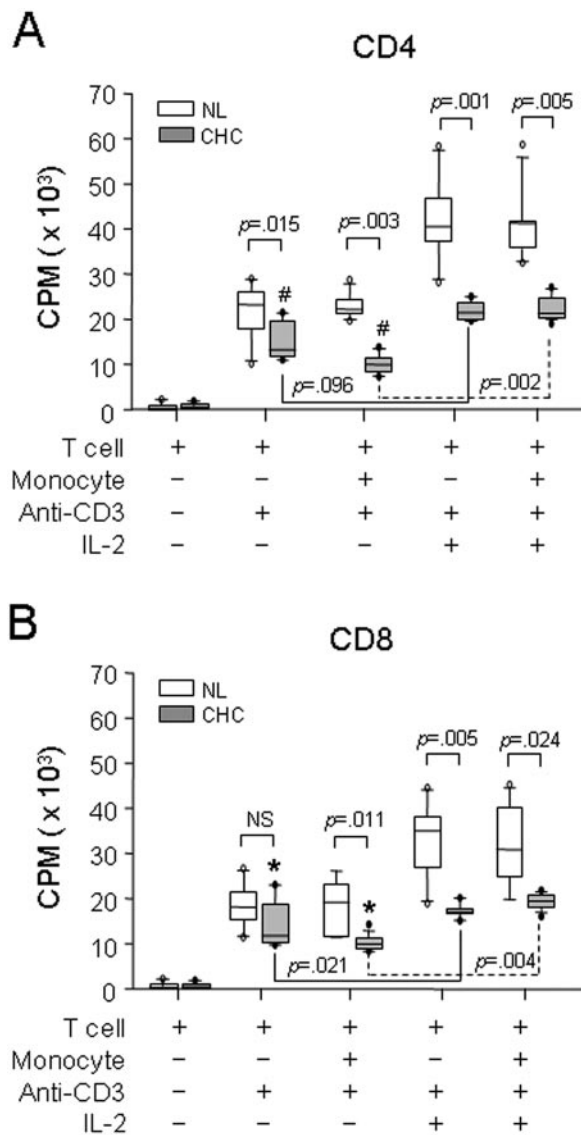 A
CD4
70
NL
CHC
p=.001
p=.005
60
50
p=.015
p=.003
40
CPM ( x 10³)
30
#
20
#
10
p=.096
p=.002
0
T cell + + + + +
Monocyte – – + – +
Anti-CD3 – + + + +
IL-2 – – – + +
B
CD8
70
NL
CHC
60
p=.005
p=.024
50
NS
p=.011
40
CPM ( x 10³)
30
*
*
20
10
p=.021
p=.004
0
T cell + + + + +
Monocyte – – + – +
Anti-CD3 – + + + +
IL-2 – – – + +